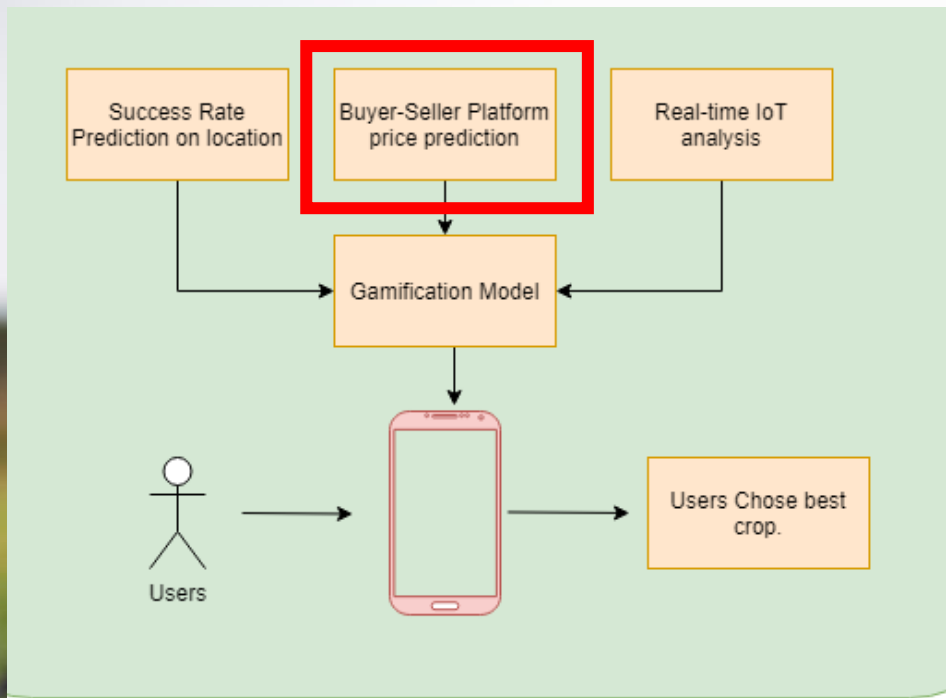 Success Rate
Prediction on location
Buyer-Seller Platform
price prediction
Real-time IoT
analysis
Gamification Model
Users Chose best
crop.
Users